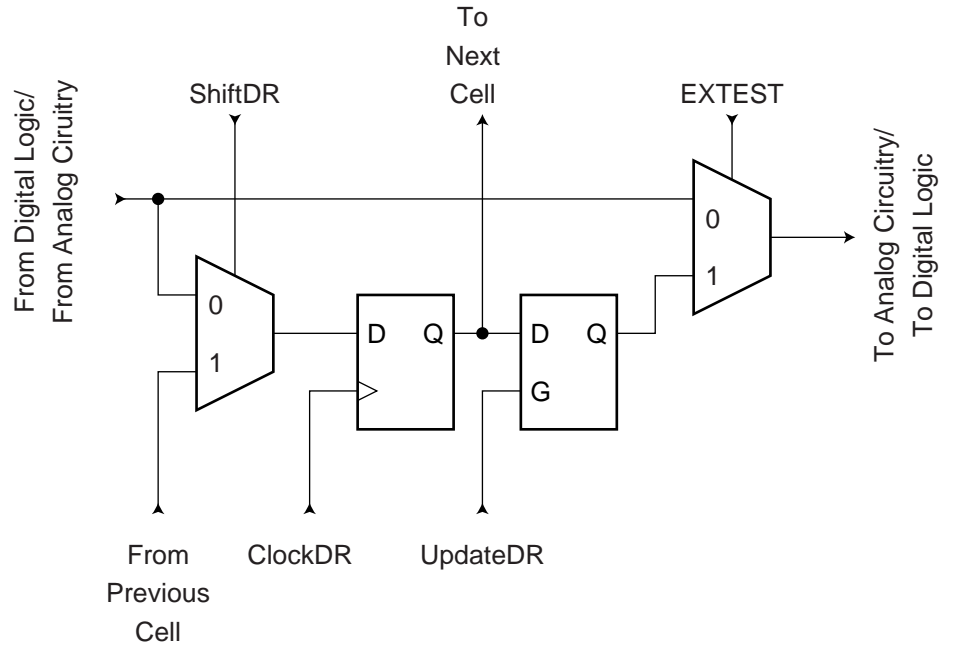 To
Next
Cell
ShiftDR
EXTEST
From Digital Logic/
From Analog Ciruitry
To Analog Circuitry/
To Digital Logic
0
1
0
1
D Q
D Q
G
From
Previous
Cell
ClockDR
UpdateDR